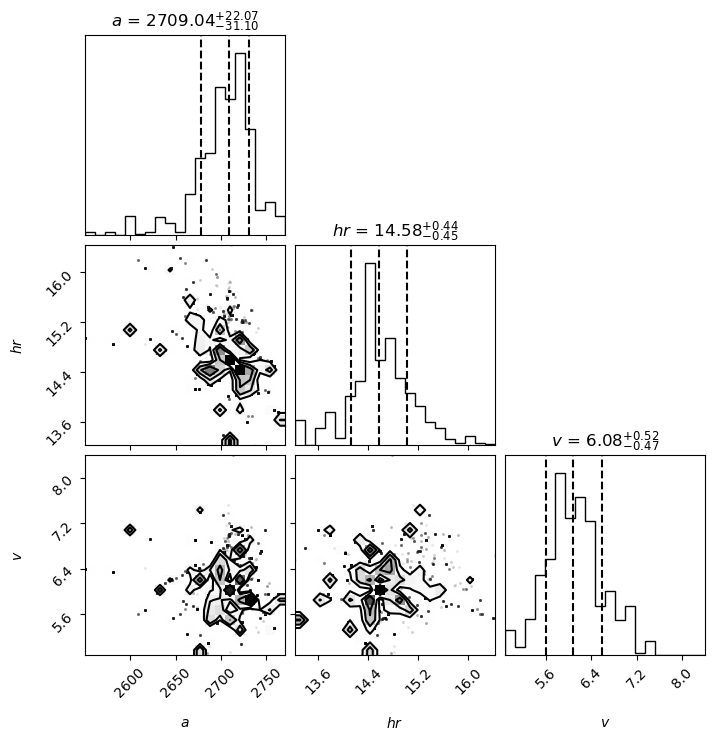 a = 2709.04+22.07−31.10
hr = 14.58+0.44−0.45
v = 6.08+0.52−0.47
16.0
15.2
14.4
13.6
hr
8.0
7.2
6.4
5.6
v
2600 2650 2700 2750
a
13.6 14.4 15.2 16.0
hr
5.6 6.4 7.2 8.0
v